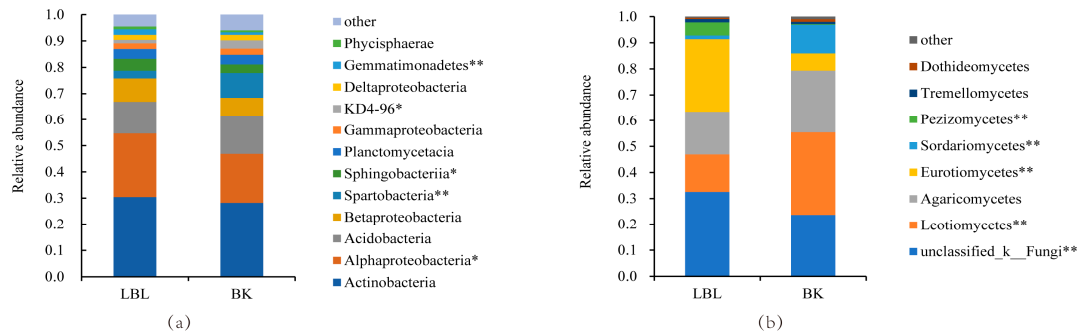 Relative abundance
1.0
0.9
0.8
0.7
0.6
0.5
0.4
0.3
0.2
0.1
0.0
LBL
BK
other
Phycisphaerae
Gemmatimonadetes**
Deltaproteobacteria
KD4-96*
Gammaproteobacteria
Planctomycetacia
Sphingobacteriia*
Spartobacteria**
Betaproteobacteria
Acidobacteria
Alphaproteobacteria*
Actinobacteria
(a)
Relative abundance
1.0
0.9
0.8
0.7
0.6
0.5
0.4
0.3
0.2
0.1
0.0
LBL
BK
other
Dothideomycetes
Tremellomycetes
Pezizomycetes**
Sordariomycetes**
Eurotiomycetes**
Agaricomycetes
Leotiomycetes**
unclassified_k__Fungi**
(b)